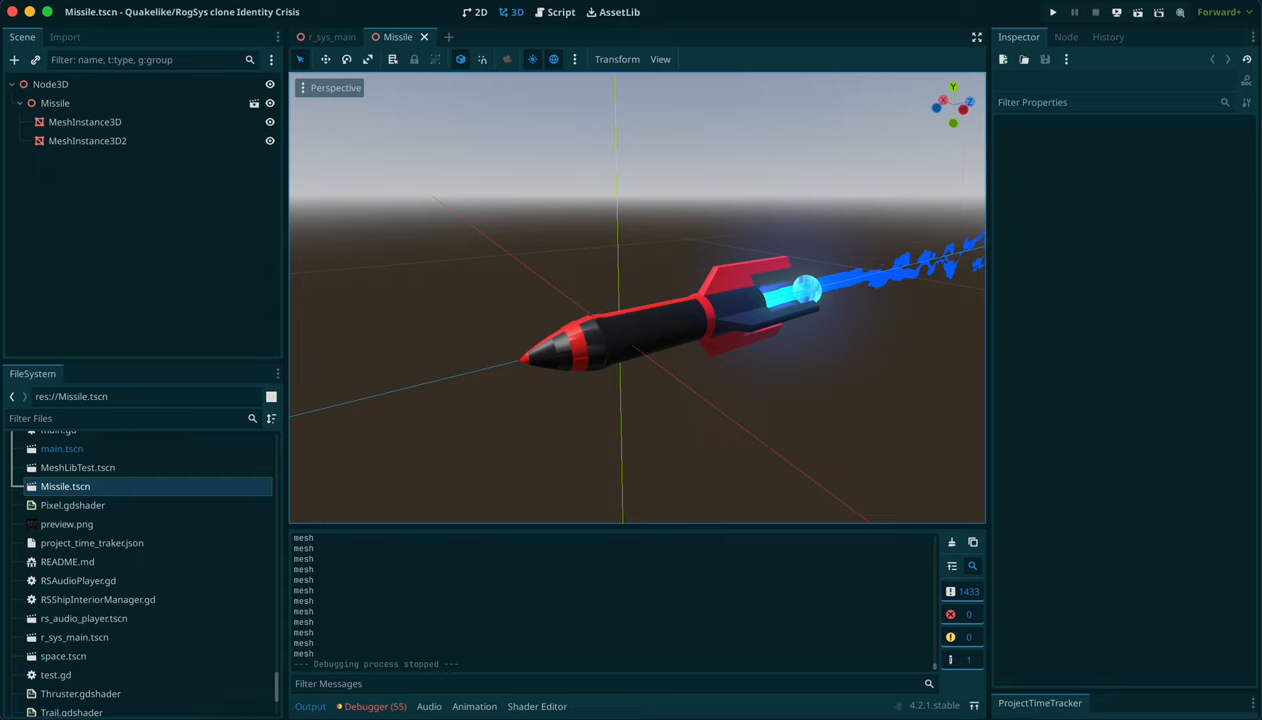 Missile.tscn - Quakelike/RogSys clone Identity Crisis
2D 3D Script AssetLib
Forward+
Scene Import
Filter: name, t:type, g:group
Node3D
Missile
MeshInstance3D
MeshInstance3D2
FileSystem
res://Missile.tscn
Filter Files
main.gd
main.tscn
MeshLibTest.tscn
Missile.tscn
Pixel.gdshader
preview.png
project_time_traker.json
README.md
RSAudioPlayer.gd
RSShipInteriorManager.gd
rs_audio_player.tscn
r_sys_main.tscn
space.tscn
test.gd
Thruster.gdshader
Trail.gdshader
r_sys_main Missile
Transform View
Perspective
Y
X
Z
mesh
mesh
mesh
mesh
mesh
mesh
mesh
mesh
mesh
mesh
mesh
mesh
--- Debugging process stopped ---
1433
0
0
1
Filter Messages
Output Debugger (55) Audio Animation Shader Editor
4.2.1.stable
Inspector Node History
DOC
Filter Properties
ProjectTimeTracker